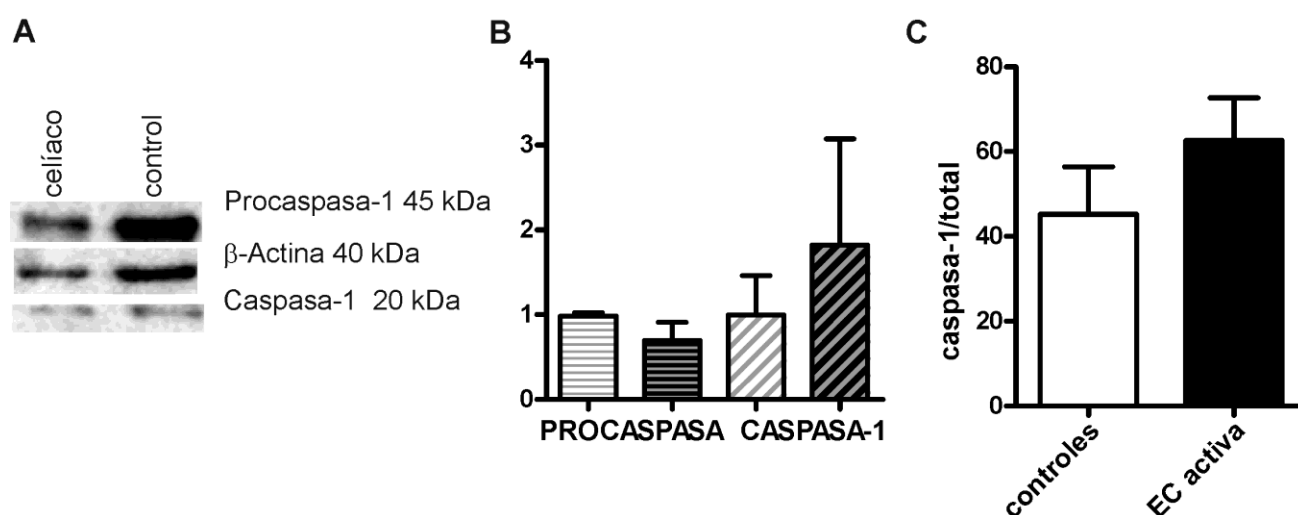 A
celíaco
control
Procaspasa-1 45 kDa
β-Actina 40 kDa
Caspasa-1 20 kDa
B
4
3
2
1
0
PROCASPASA CASPASA-1
C
caspasa-1/total
80
60
40
20
0
controles
EC activa